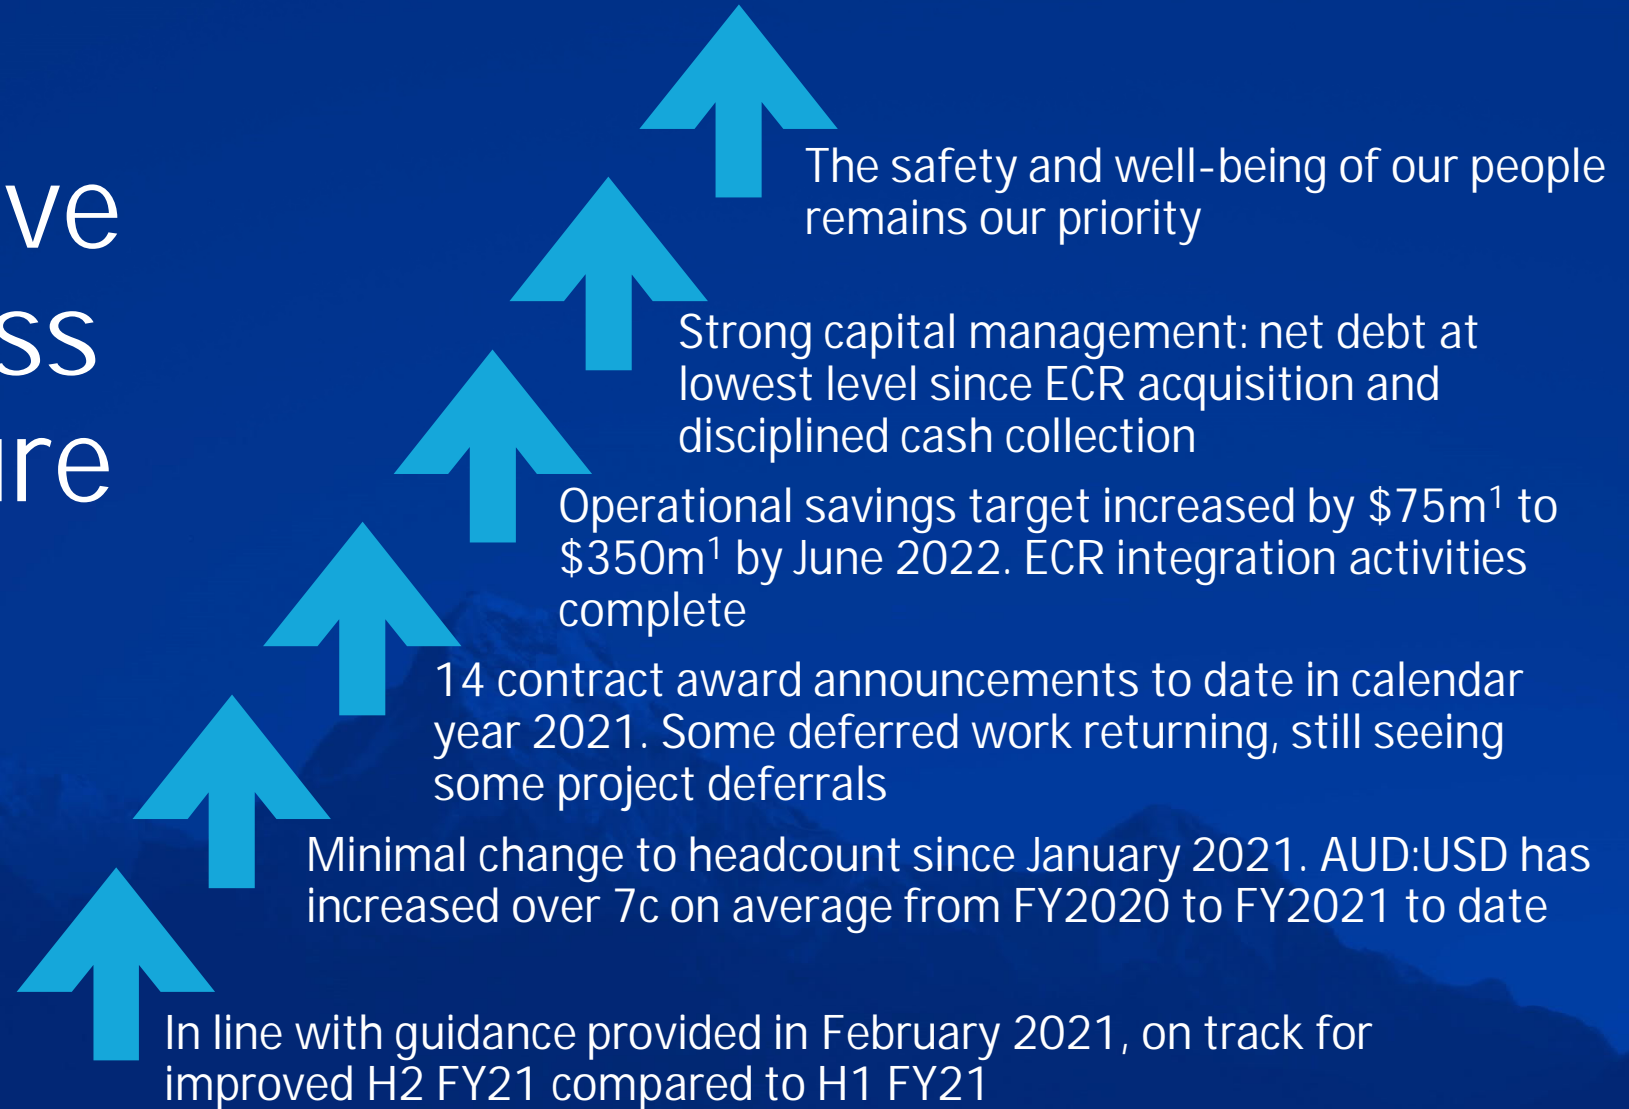 The safety and well-being of our people
remains our priority
Strong capital management: net debt at
lowest level since ECR acquisition and
disciplined cash collection
Operational savings target increased by $75m¹ to
$350m¹ by June 2022. ECR integration activities
complete
14 contract award announcements to date in calendar
year 2021. Some deferred work returning, still seeing
some project deferrals
Minimal change to headcount since January 2021. AUD:USD has
increased over 7c on average from FY2020 to FY2021 to date
In line with guidance provided in February 2021, on track for
improved H2 FY21 compared to H1 FY21